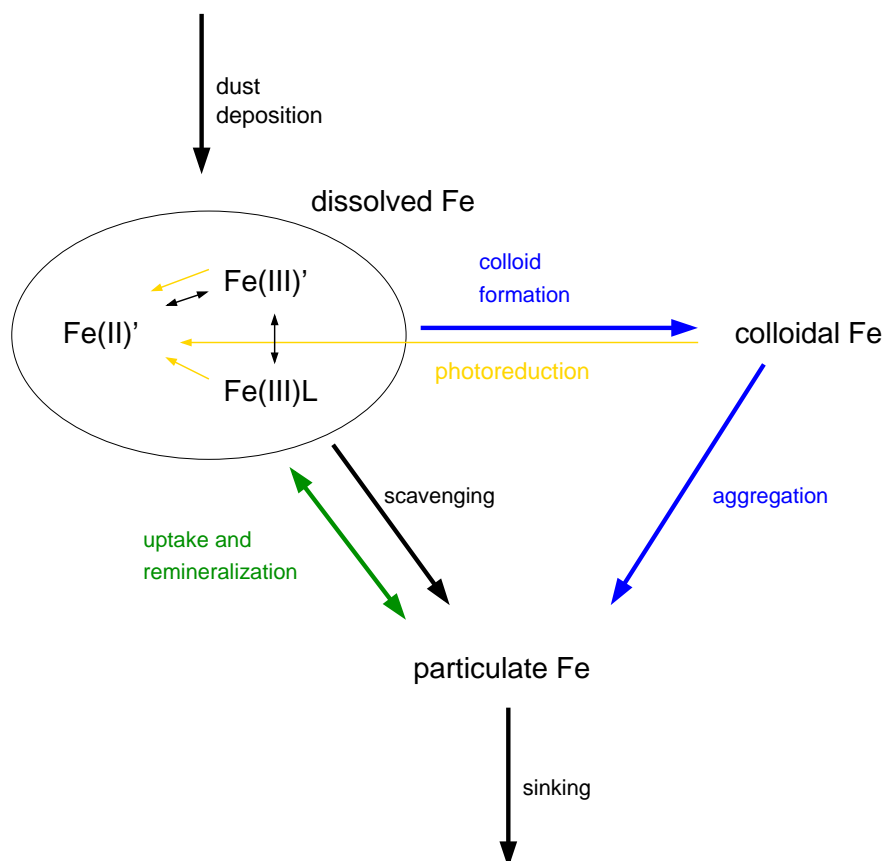 dust
deposition
dissolved Fe
colloid
formation
Fe(III)’
Fe(II)’
colloidal Fe
photoreduction
Fe(III)L
scavenging
aggregation
uptake and
remineralization
particulate Fe
sinking